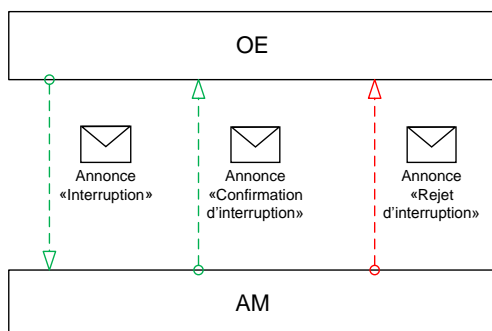 OE
Annonce
«Interruption»
Annonce
«Confirmation
d'interruption»
Annonce
«Rejet
d'interruption»
AM